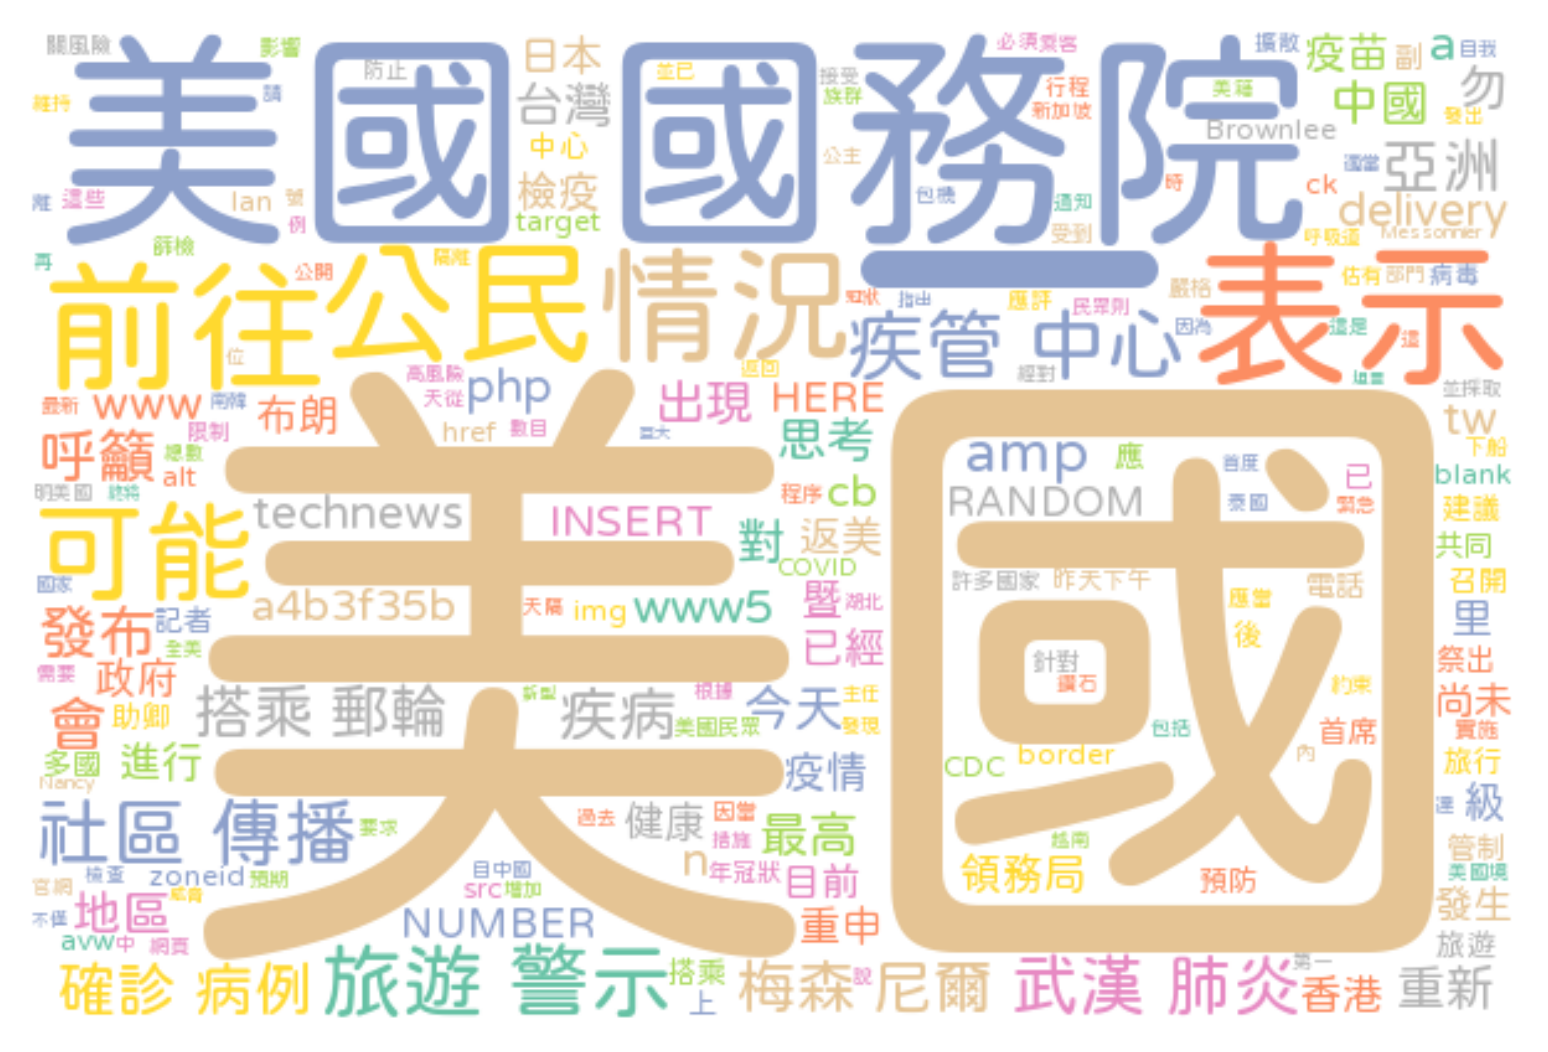 關風險 影響 日本 必須乘客 擴散 疫苗 副 a 自我
美國 國務院 防止 並已 接受 行程 美籍 中國 勿
維持 請 台灣 族群 新加坡 Brownlee 發出
中心 公主 適當 亞洲
離 這些 lan 號 檢疫 包機 通知 時 ck delivery
例 target 受到 呼吸道 Messonnier
再 篩檢
前往 公開 公民 隔離 情況 嚴格 表示 估有 部門 病毒
指出 應評 民眾則
疾管 中心 因為 這是 這
位 返回 經對
高風險 php 出現 HERE 並採取
最新 www 南韓 布朗 天從 tw
限制 href 數目 思考 amp 應 首度 已 下船
呼籲 總數 alt 程序 cb blank
明美國 technews INSERT RANDOM 泰國 緊急 建議
可能 對 返美 共同
COVID 許多國家 昨天下午 電話 召開
國家 a4b3f35b 天隔 img www5 暨 湖北 應當
發布 記者 後 里
全美 已經 針對
需要 政府 鑽石 祭出
搭乘 郵輪 疾病 根據 今天 主任 約束 尚未
會 助卿 美國民眾 發現 包括 首席 實施
多國 進行 疫情 CDC border 內 旅行
Nancy
社區 傳播 要求 過去 健康 因當 最高 達 級
措施 越南 管制
檢查 zoneid 預期 目中國 n 年冠狀 目前 領務局 預防 美國境
官網 威脅 src 增加
不僅 地區 NUMBER 重申 發生
avw 中 網頁 旅遊
確診 病例 旅遊 警示 搭乘 上 梅森 說 尼爾 武漢 肺炎 第一 香港 重新
美國